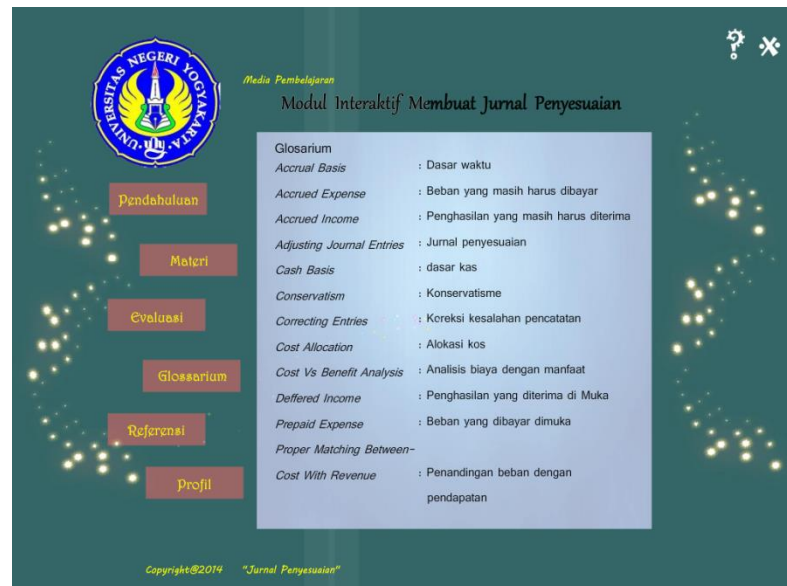 UNIVERSITAS NEGERI YOGYAKARTA
Media Pembelajaran
Modul Interaktif Membuat Jurnal Penyesuaian
Pendahuluan
Materi
Evaluasi
Glossarium
Referensi
Profil
Glosarium
Accrual Basis : Dasar waktu
Accrued Expense : Beban yang masih harus dibayar
Accrued Income : Penghasilan yang masih harus diterima
Adjusting Journal Entries : Jurnal penyesuaian
Cash Basis : dasar kas
Conservatism : Konservatisme
Correcting Entries : Koreksi kesalahan pencatatan
Cost Allocation : Alokasi kos
Cost Vs Benefit Analysis : Analisis biaya dengan manfaat
Deffered Income : Penghasilan yang diterima di Muka
Prepaid Expense : Beban yang dibayar dimuka
Proper Matching Between-
Cost With Revenue : Penandingan beban dengan
pendapatan
Copyright@2014 "Jurnal Penyesuaian"